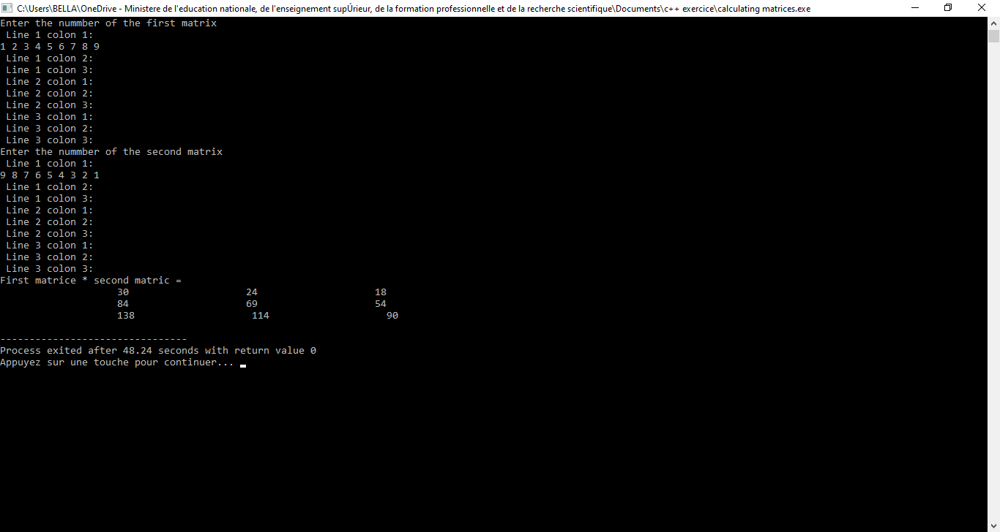 C:\Users\BELLA\OneDrive - Ministere de l'education nationale, de l'enseignement supÚrieur, de la formation professionnelle et de la recherche scientifique\Documents\c++ exercice\calculating matrices.exe
Enter the nummber of the first matrix
Line 1 colon 1:
1 2 3 4 5 6 7 8 9
Line 1 colon 2:
Line 1 colon 3:
Line 2 colon 1:
Line 2 colon 2:
Line 2 colon 3:
Line 3 colon 1:
Line 3 colon 2:
Line 3 colon 3:
Enter the nummber of the second matrix
Line 1 colon 1:
9 8 7 6 5 4 3 2 1
Line 1 colon 2:
Line 1 colon 3:
Line 2 colon 1:
Line 2 colon 2:
Line 2 colon 3:
Line 3 colon 1:
Line 3 colon 2:
Line 3 colon 3:
First matrice * second matric =
30 24 18
84 69 54
138 114 90
--------------------------------
Process exited after 48.24 seconds with return value 0
Appuyez sur une touche pour continuer...